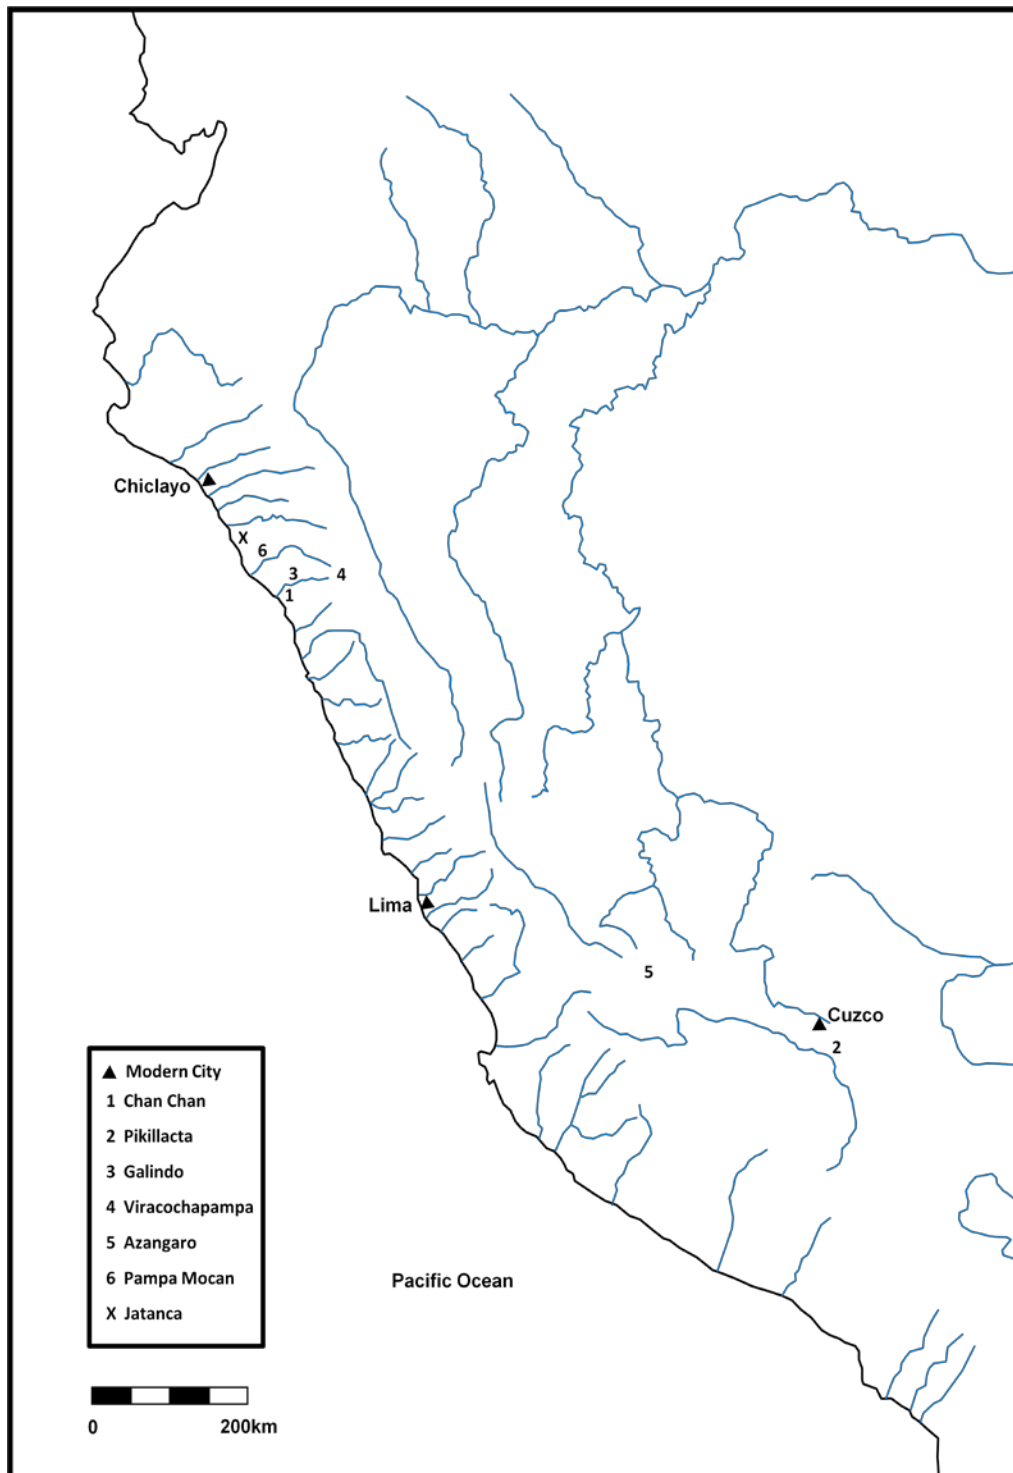 Chiclayo
X
6
3
4
1
Lima
5
Cuzco
2
Modern City
1 Chan Chan
2 Pikillacta
3 Galindo
4 Viracochapampa
5 Azangaro
6 Pampa Mocan
X Jatanca
Pacific Ocean
0 200km